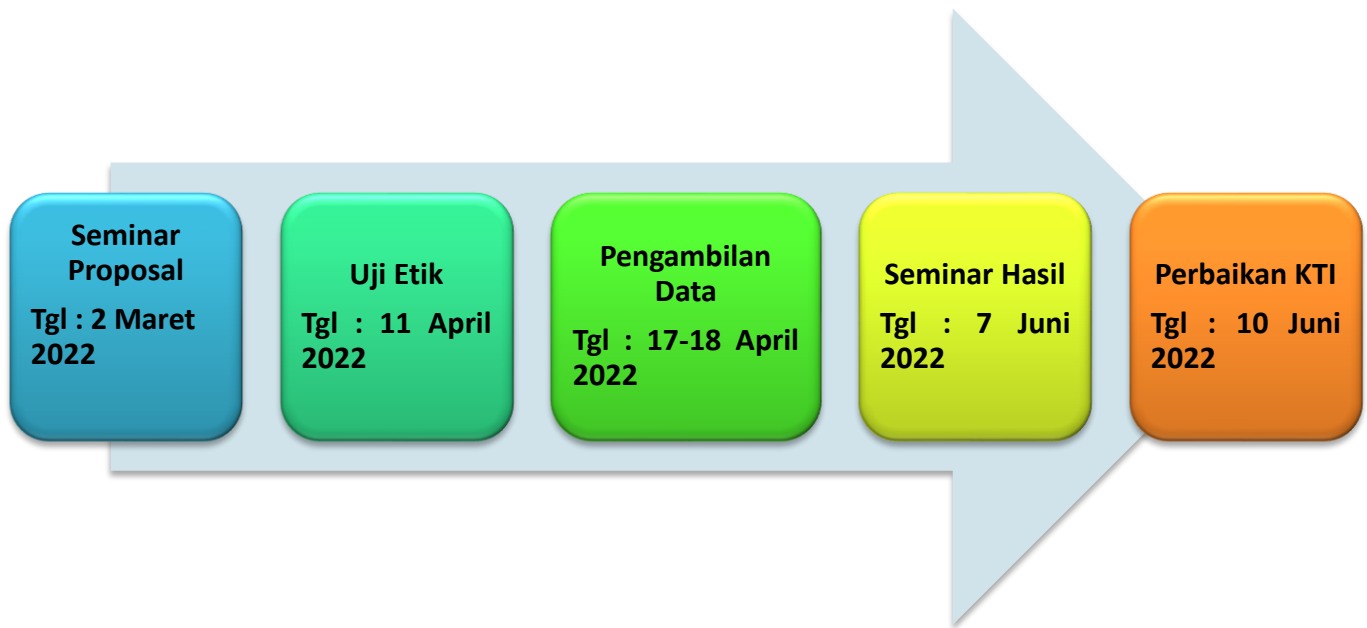 Seminar
Proposal
Tgl : 2 Maret
2022
Uji Etik
Tgl : 11 April
2022
Pengambilan
Data
Tgl : 17-18 April
2022
Seminar Hasil
Tgl : 7 Juni
2022
Perbaikan KTI
Tgl : 10 Juni
2022